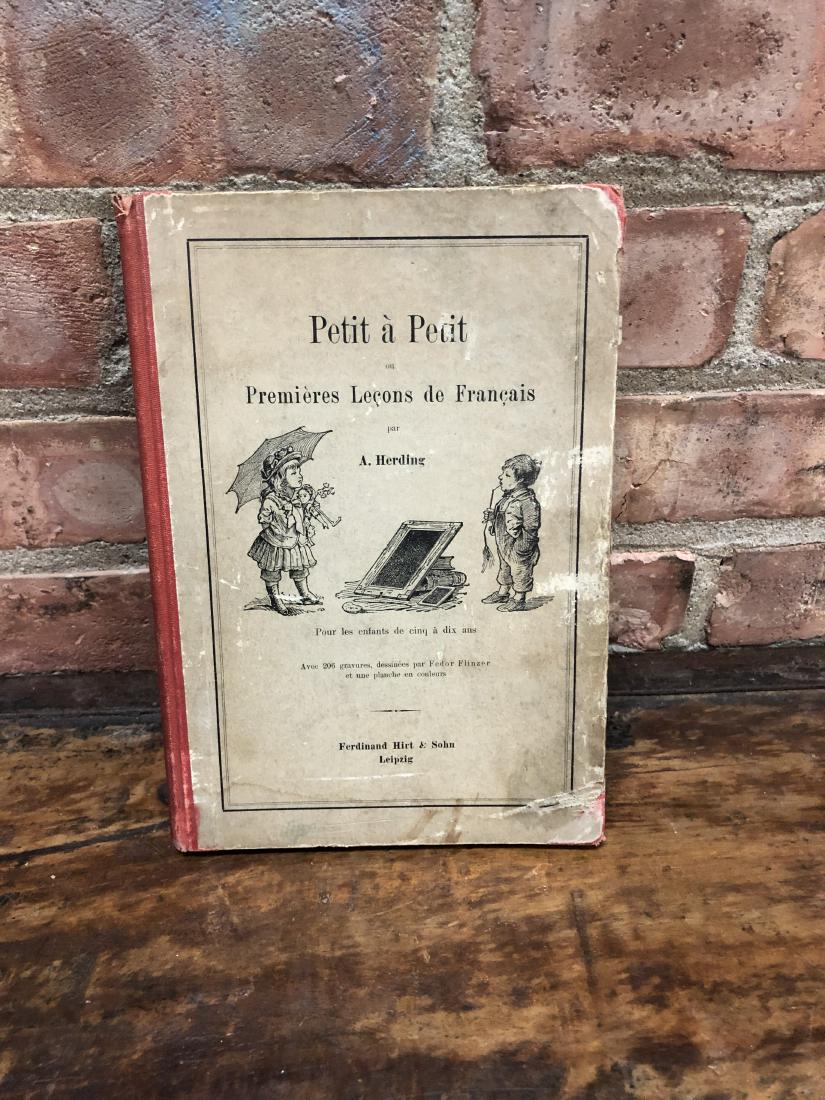 Petit à Petit
ou
Premières Leçons de Français
par
A. Herding
Pour les enfants de cinq à dix ans
Avec 206 gravures, dessinées par Fedor Flinzer
et une planche en couleurs
Ferdinand Hirt & Sohn
Leipzig